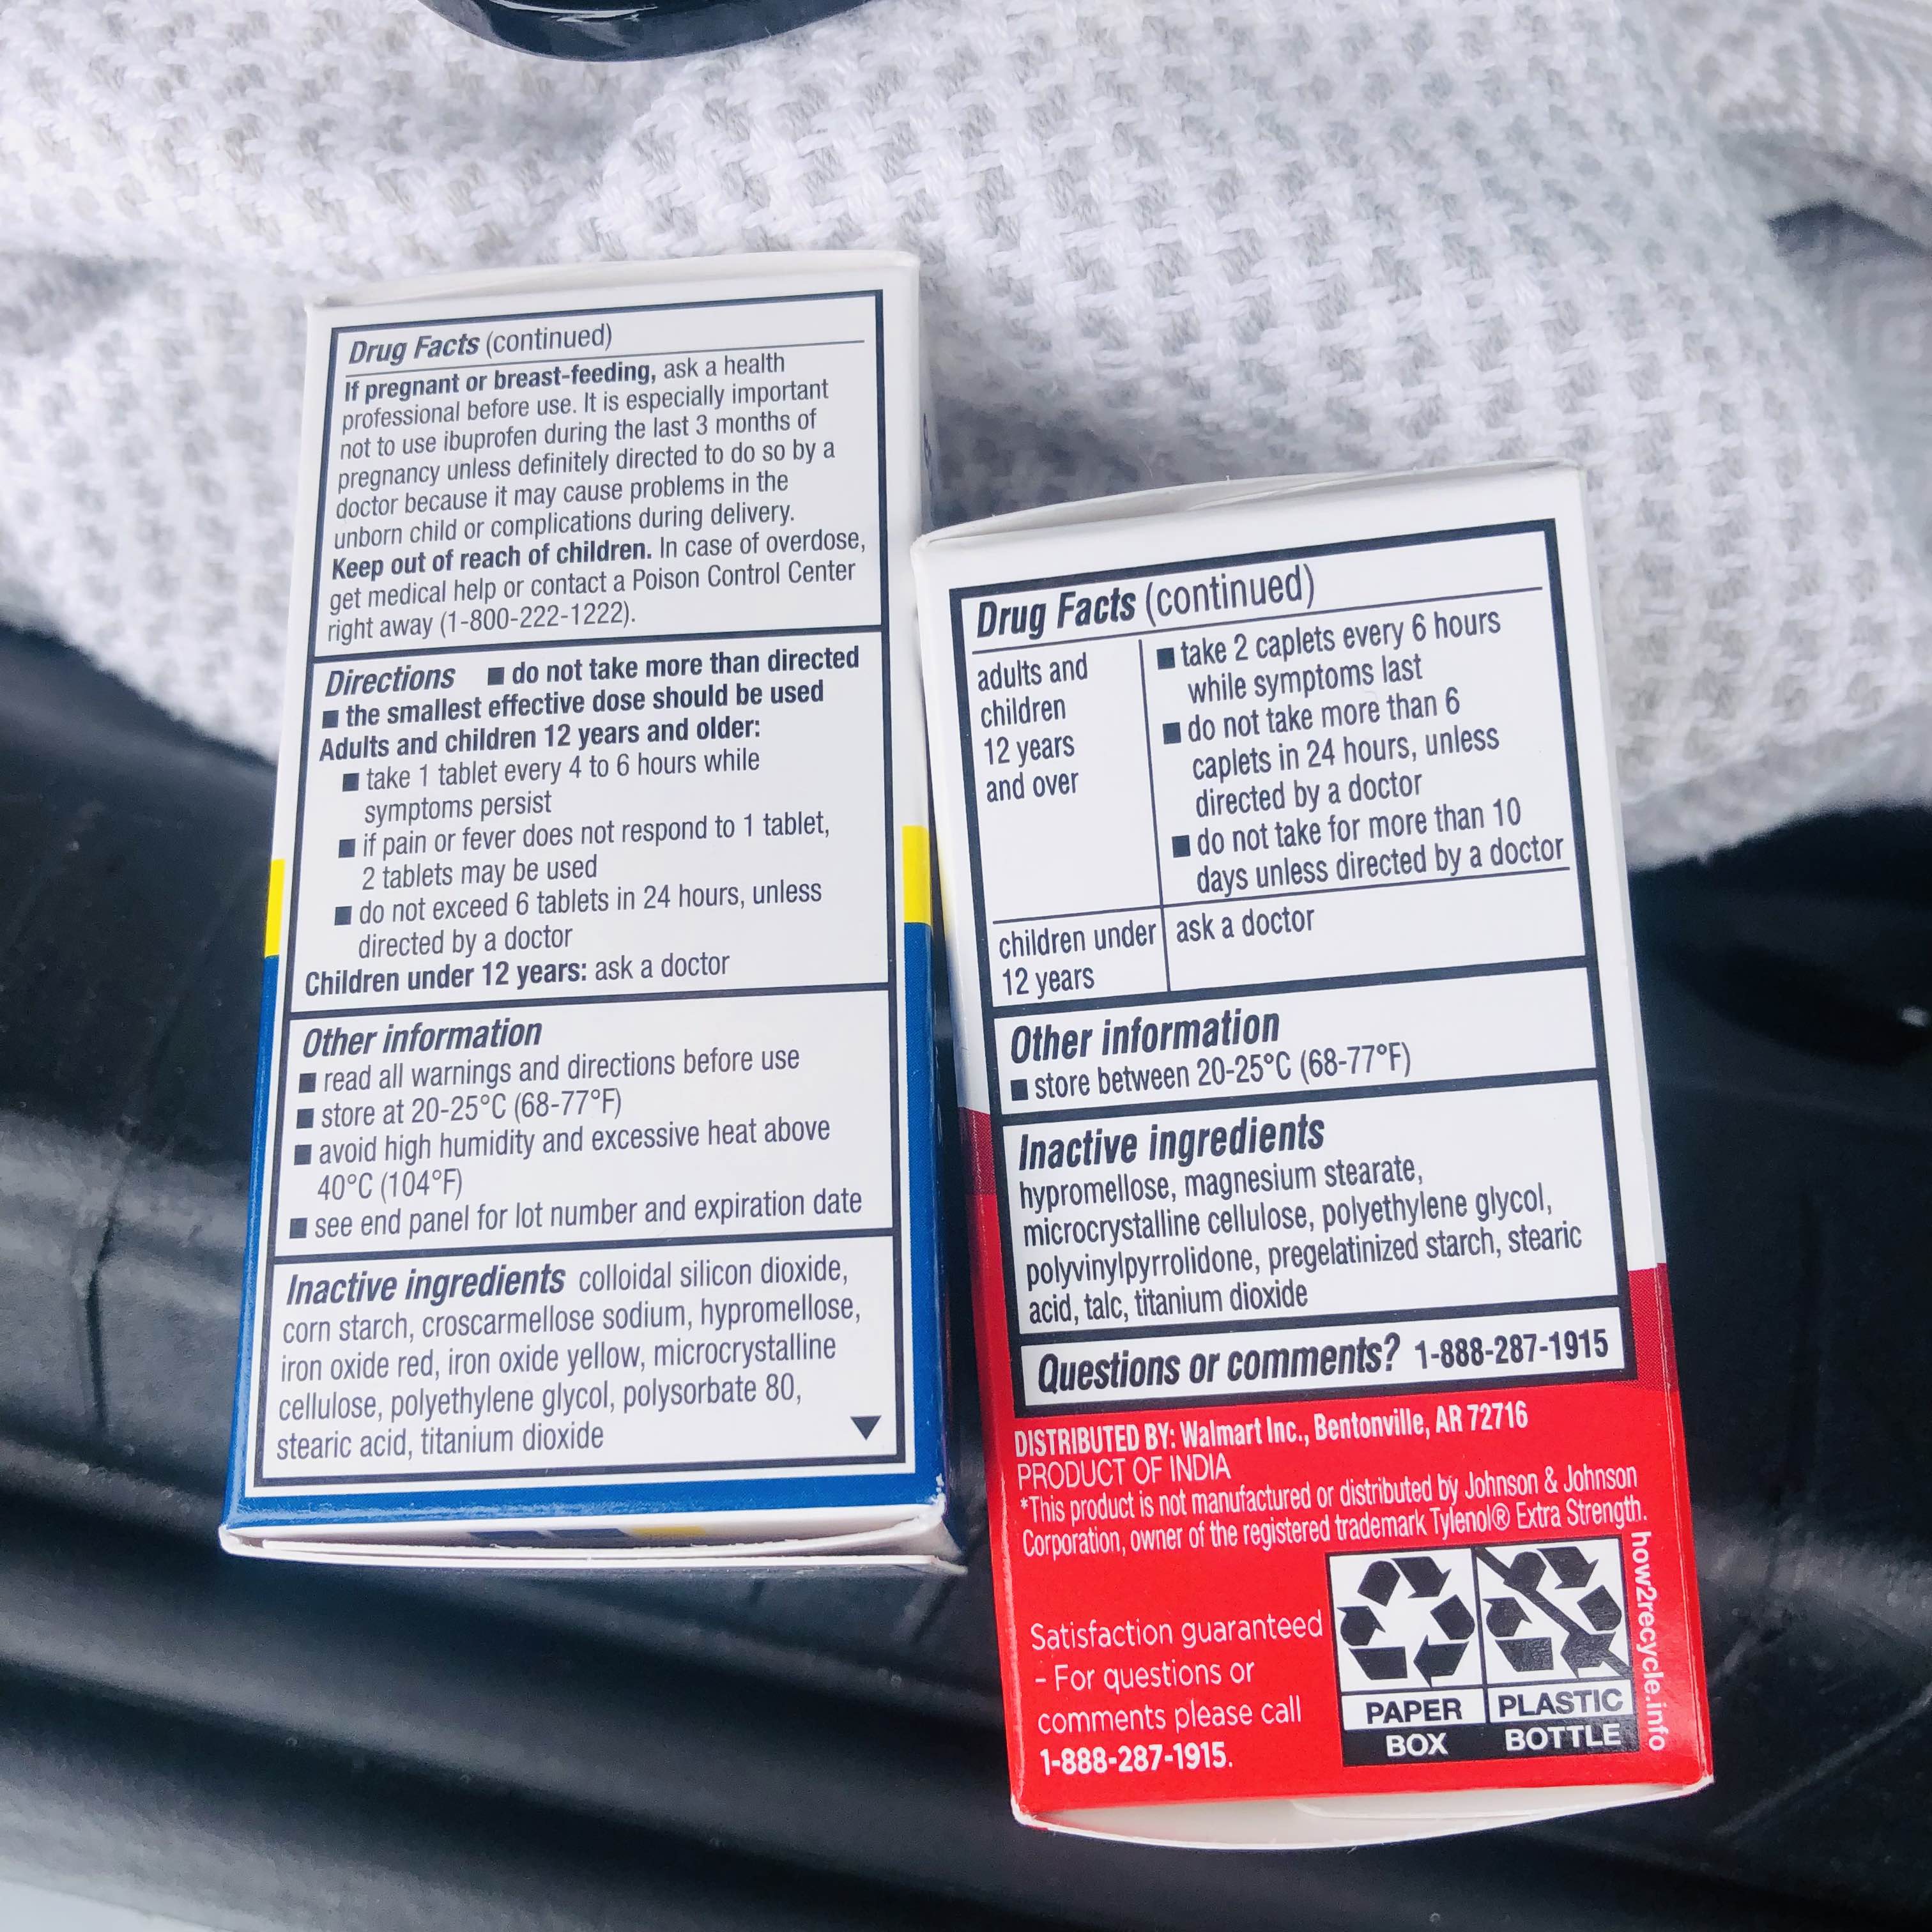 Drug Facts (continued)
If pregnant or breast-feeding, ask a health
professional before use. It is especially important
not to use ibuprofen during the last 3 months of
pregnancy unless definitely directed to do so by a
doctor because it may cause problems in the
unborn child or complications during delivery.
Keep out of reach of children. In case of overdose,
get medical help or contact a Poison Control Center
right away (1-800-222-1222).
Directions ■ do not take more than directed
■ the smallest effective dose should be used
Adults and children 12 years and older:
■ take 1 tablet every 4 to 6 hours while
symptoms persist
■ if pain or fever does not respond to 1 tablet,
2 tablets may be used
■ do not exceed 6 tablets in 24 hours, unless
directed by a doctor
Children under 12 years: ask a doctor
Other information
■ read all warnings and directions before use
■ store at 20-25°C (68-77°F)
■ avoid high humidity and excessive heat above
40°C (104°F)
■ see end panel for lot number and expiration date
Inactive ingredients colloidal silicon dioxide,
corn starch, croscarmellose sodium, hypromellose,
iron oxide red, iron oxide yellow, microcrystalline
cellulose, polyethylene glycol, polysorbate 80,
stearic acid, titanium dioxide
Drug Facts (continued)
adults and
children
12 years
and over
■ take 2 caplets every 6 hours
while symptoms last
■ do not take more than 6
caplets in 24 hours, unless
directed by a doctor
■ do not take for more than 10
days unless directed by a doctor
children under
12 years
ask a doctor
Other information
■ store between 20-25°C (68-77°F)
Inactive ingredients
hypromellose, magnesium stearate,
microcrystalline cellulose, polyethylene glycol,
polyvinylpyrrolidone, pregelatinized starch, stearic
acid, talc, titanium dioxide
Questions or comments? 1-888-287-1915
DISTRIBUTED BY: Walmart Inc., Bentonville, AR 72716
PRODUCT OF INDIA
*This product is not manufactured or distributed by Johnson & Johnson
Corporation, owner of the registered trademark Tylenol® Extra Strength.
Satisfaction guaranteed
- For questions or
comments please call
1-888-287-1915.
PAPER
BOX
PLASTIC
BOTTLE
how2recycle.info